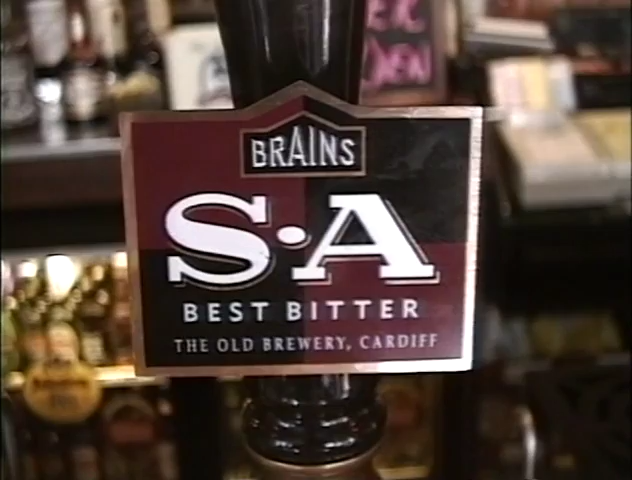 BRAINS
S·A
BEST BITTER
THE OLD BREWERY, CARDIFF